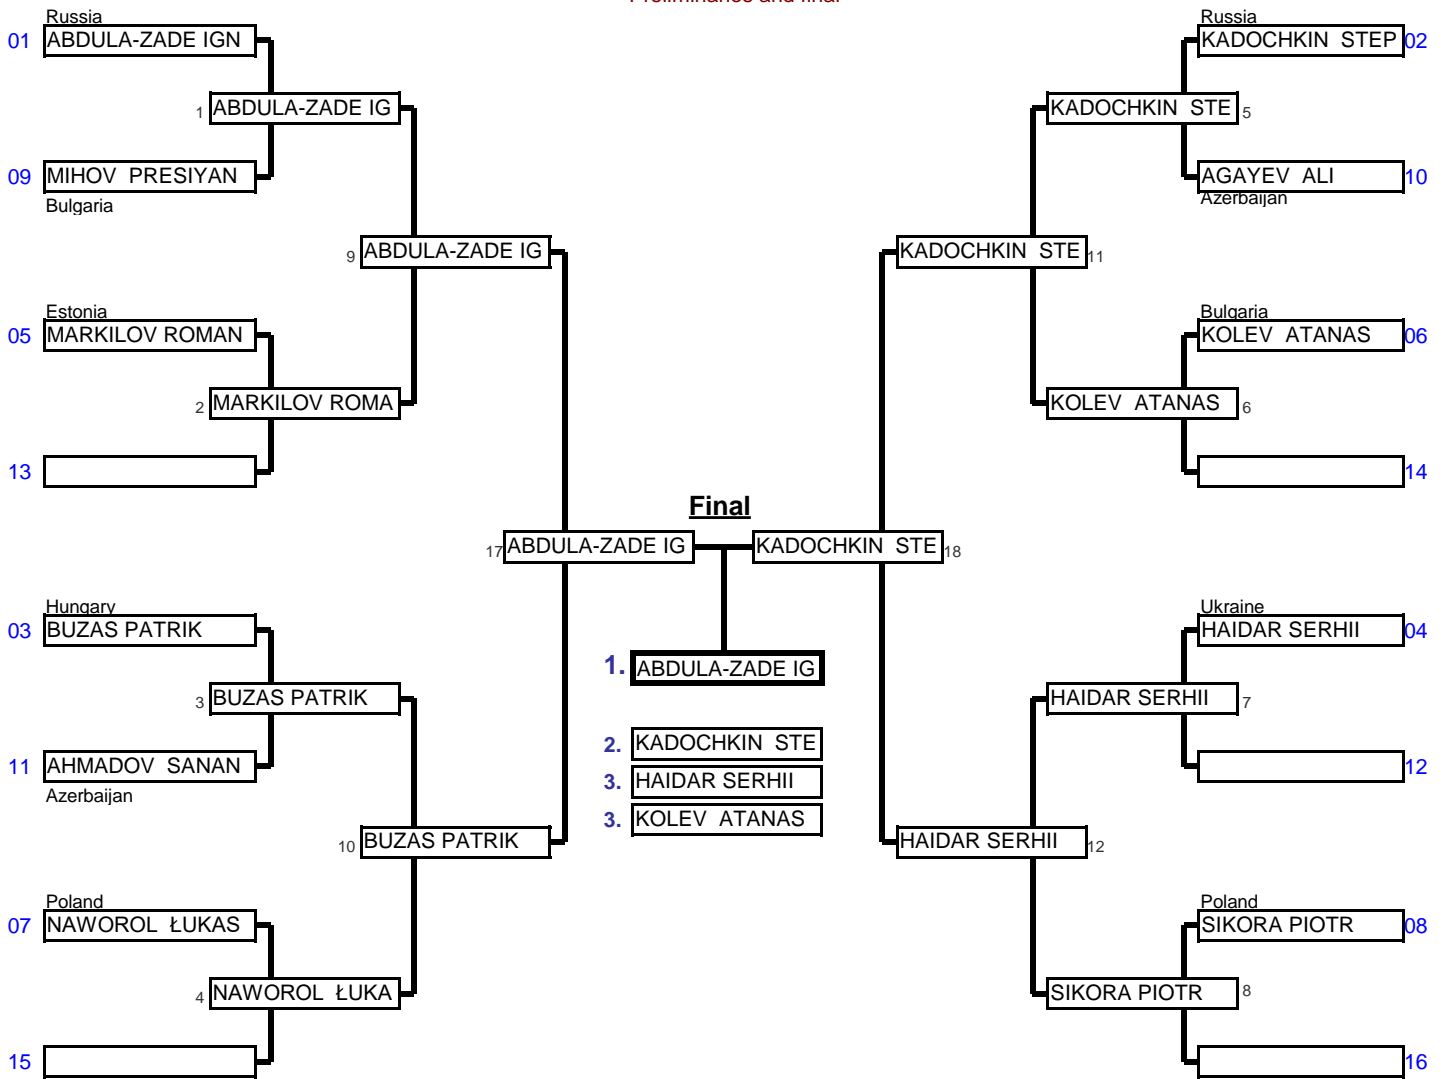 Preliminaries and final
Russia
01 ABDULA-ZADE IGN
1 ABDULA-ZADE IG
09 MIHOV PRESIYAN
Bulgaria
9 ABDULA-ZADE IG
Estonia
05 MARKILOV ROMAN
2 MARKILOV ROMA
13
17 ABDULA-ZADE IG
Hungary
03 BUZAS PATRIK
3 BUZAS PATRIK
11 AHMADOV SANAN
Azerbaijan
10 BUZAS PATRIK
Poland
07 NAWOROL ŁUKAS
4 NAWOROL ŁUKA
15
Final
1. ABDULA-ZADE IG
2. KADOCHKIN STE
3. HAIDAR SERHII
3. KOLEV ATANAS
Russia
KADOCHKIN STEP 02
KADOCHKIN STE 5
AGAYEV ALI 10
Azerbaijan
KADOCHKIN STE 11
Bulgaria
KOLEV ATANAS 06
KOLEV ATANAS 6
14
KADOCHKIN STE 18
Ukraine
HAIDAR SERHII 04
HAIDAR SERHII 7
12
HAIDAR SERHII 12
Poland
SIKORA PIOTR 08
SIKORA PIOTR 8
16